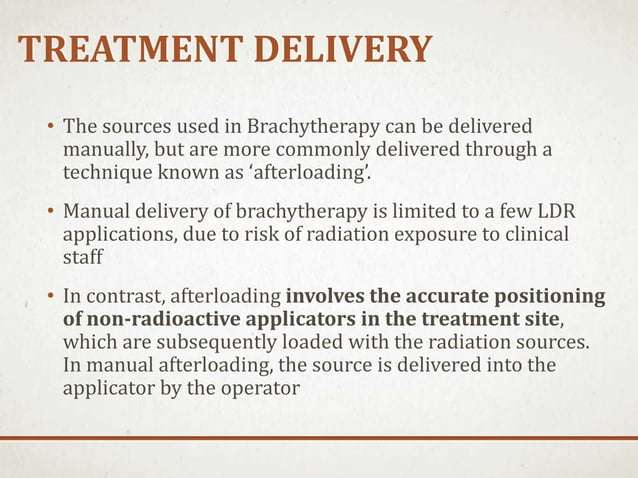 TREATMENT DELIVERY
• The sources used in Brachytherapy can be delivered
manually, but are more commonly delivered through a
technique known as ‘afterloading’.
• Manual delivery of brachytherapy is limited to a few LDR
applications, due to risk of radiation exposure to clinical
staff
• In contrast, afterloading involves the accurate positioning
of non-radioactive applicators in the treatment site,
which are subsequently loaded with the radiation sources.
In manual afterloading, the source is delivered into the
applicator by the operator